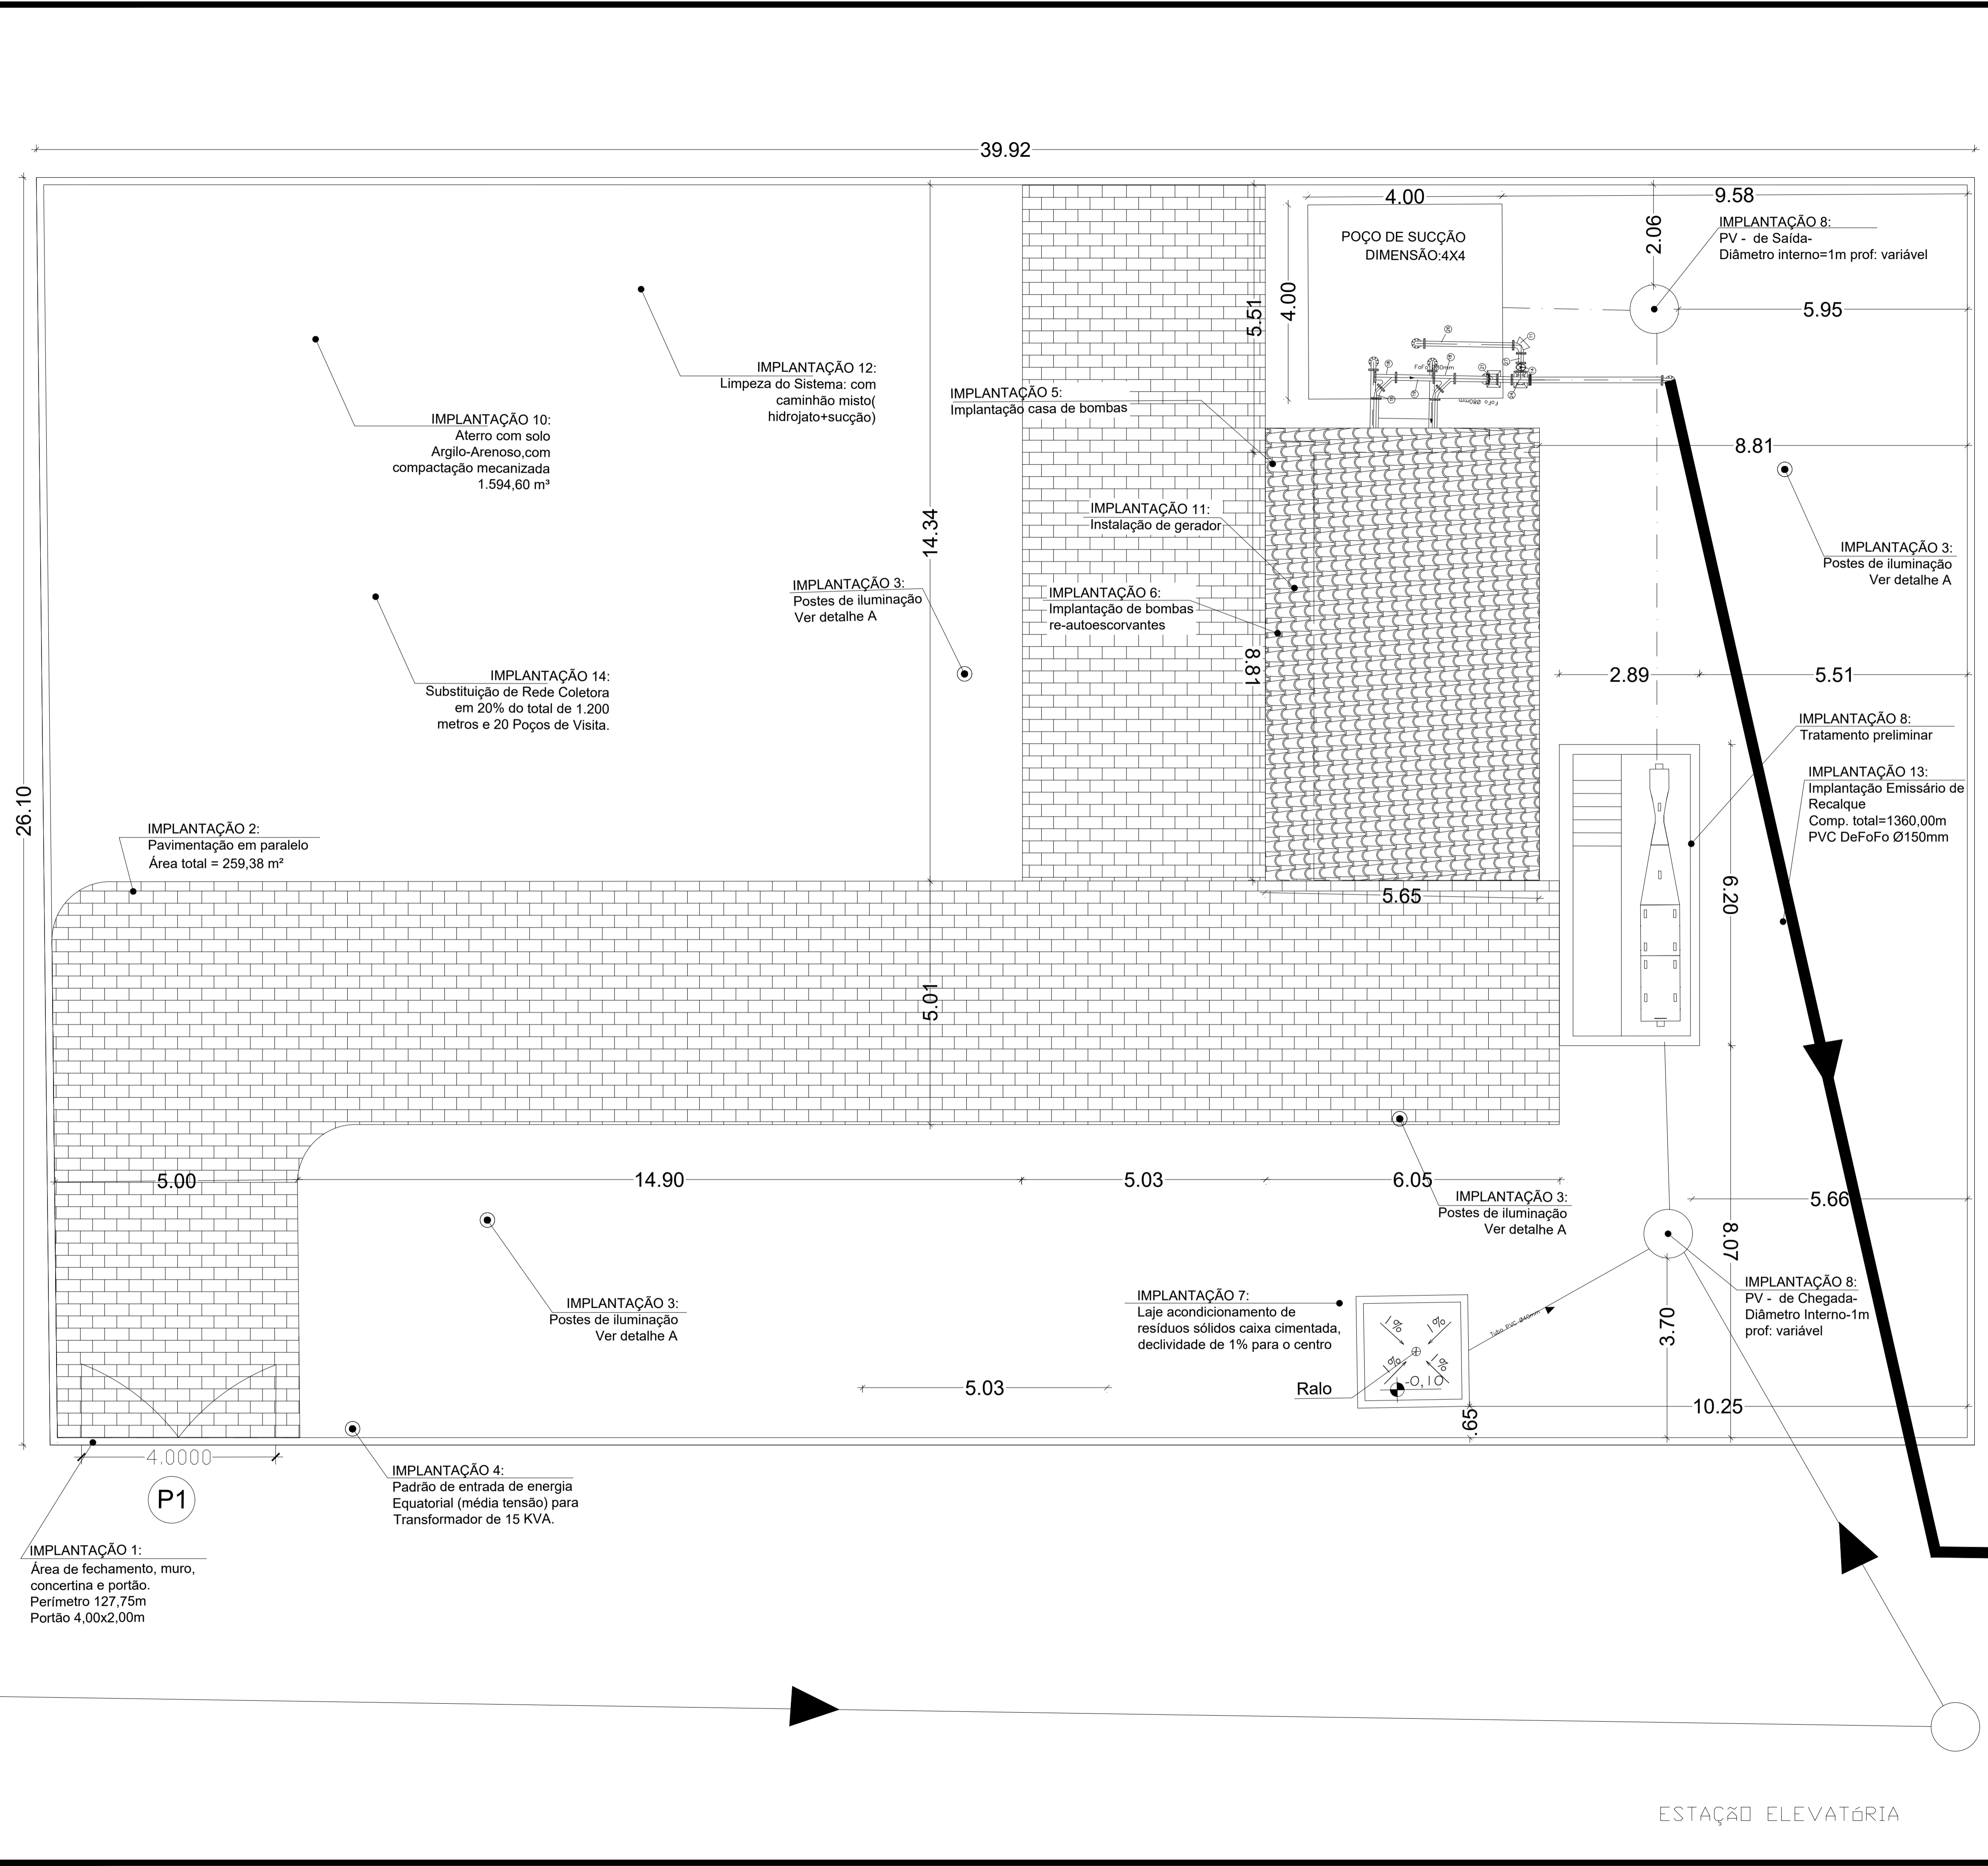 39.92
4.00
9.58
2.06
IMPLANTAÇÃO 8:
PV - de Saída-
Diâmetro interno=1m prof: variável
POÇO DE SUCÇÃO
DIMENSÃO:4X4
4.00
5.51
5.95
IMPLANTAÇÃO 12:
Limpeza do Sistema: com
caminhão misto(
hidrojato+sucção)
IMPLANTAÇÃO 10:
Aterro com solo
Argilo-Arenoso,com
compactação mecanizada
1.594,60 m³
IMPLANTAÇÃO 5:
Implantação casa de bombas
FoFo Ø80mm
8.81
14.34
IMPLANTAÇÃO 11:
Instalação de gerador
IMPLANTAÇÃO 3:
Postes de iluminação
Ver detalhe A
IMPLANTAÇÃO 3:
Postes de iluminação
Ver detalhe A
IMPLANTAÇÃO 6:
Implantação de bombas
re-autoescorvantes
8.81
2.89
5.51
IMPLANTAÇÃO 14:
Substituição de Rede Coletora
em 20% do total de 1.200
metros e 20 Poços de Visita.
IMPLANTAÇÃO 8:
Tratamento preliminar
IMPLANTAÇÃO 13:
Implantação Emissário de
Recalque
Comp. total=1360,00m
PVC DeFoFo Ø150mm
26.10
IMPLANTAÇÃO 2:
Pavimentação em paralelo
Área total = 259,38 m²
5.65
6.20
5.01
5.00
14.90
5.03
6.05
5.66
IMPLANTAÇÃO 3:
Postes de iluminação
Ver detalhe A
8.07
IMPLANTAÇÃO 8:
PV - de Chegada-
Diâmetro Interno-1m
prof: variável
3.70
IMPLANTAÇÃO 3:
Postes de iluminação
Ver detalhe A
IMPLANTAÇÃO 7:
Laje acondicionamento de
resíduos sólidos caixa cimentada,
declividade de 1% para o centro
Tubo PVC Ø40mm
1%
1%
1%
1%
-0,10
Ralo
5.03
.65
10.25
4.0000
P1
IMPLANTAÇÃO 4:
Padrão de entrada de energia
Equatorial (média tensão) para
Transformador de 15 KVA.
IMPLANTAÇÃO 1:
Área de fechamento, muro,
concertina e portão.
Perímetro 127,75m
Portão 4,00x2,00m
ESTAÇÃO ELEVATóRIA